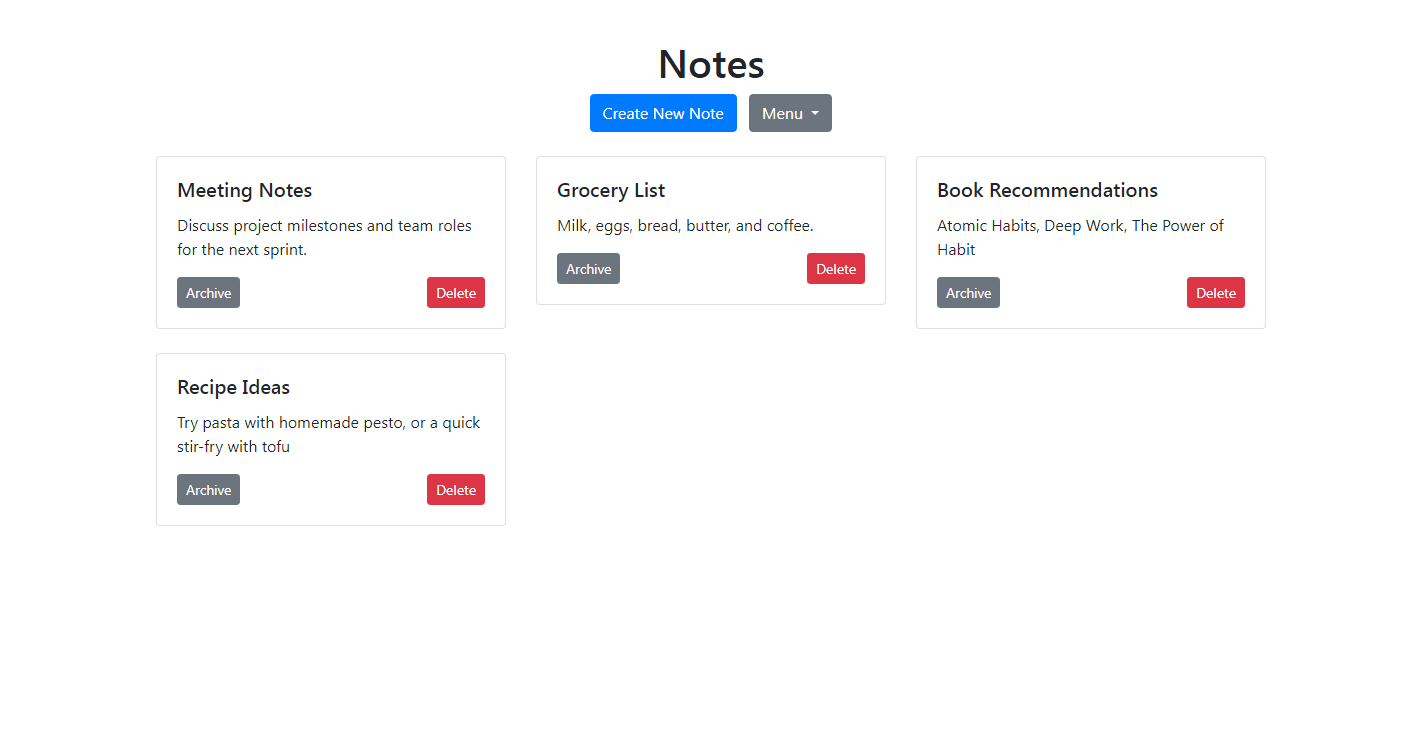 Notes
Create New Note
Menu
Meeting Notes
Discuss project milestones and team roles
for the next sprint.
Archive
Delete
Grocery List
Milk, eggs, bread, butter, and coffee.
Archive
Delete
Book Recommendations
Atomic Habits, Deep Work, The Power of
Habit
Archive
Delete
Recipe Ideas
Try pasta with homemade pesto, or a quick
stir-fry with tofu
Archive
Delete